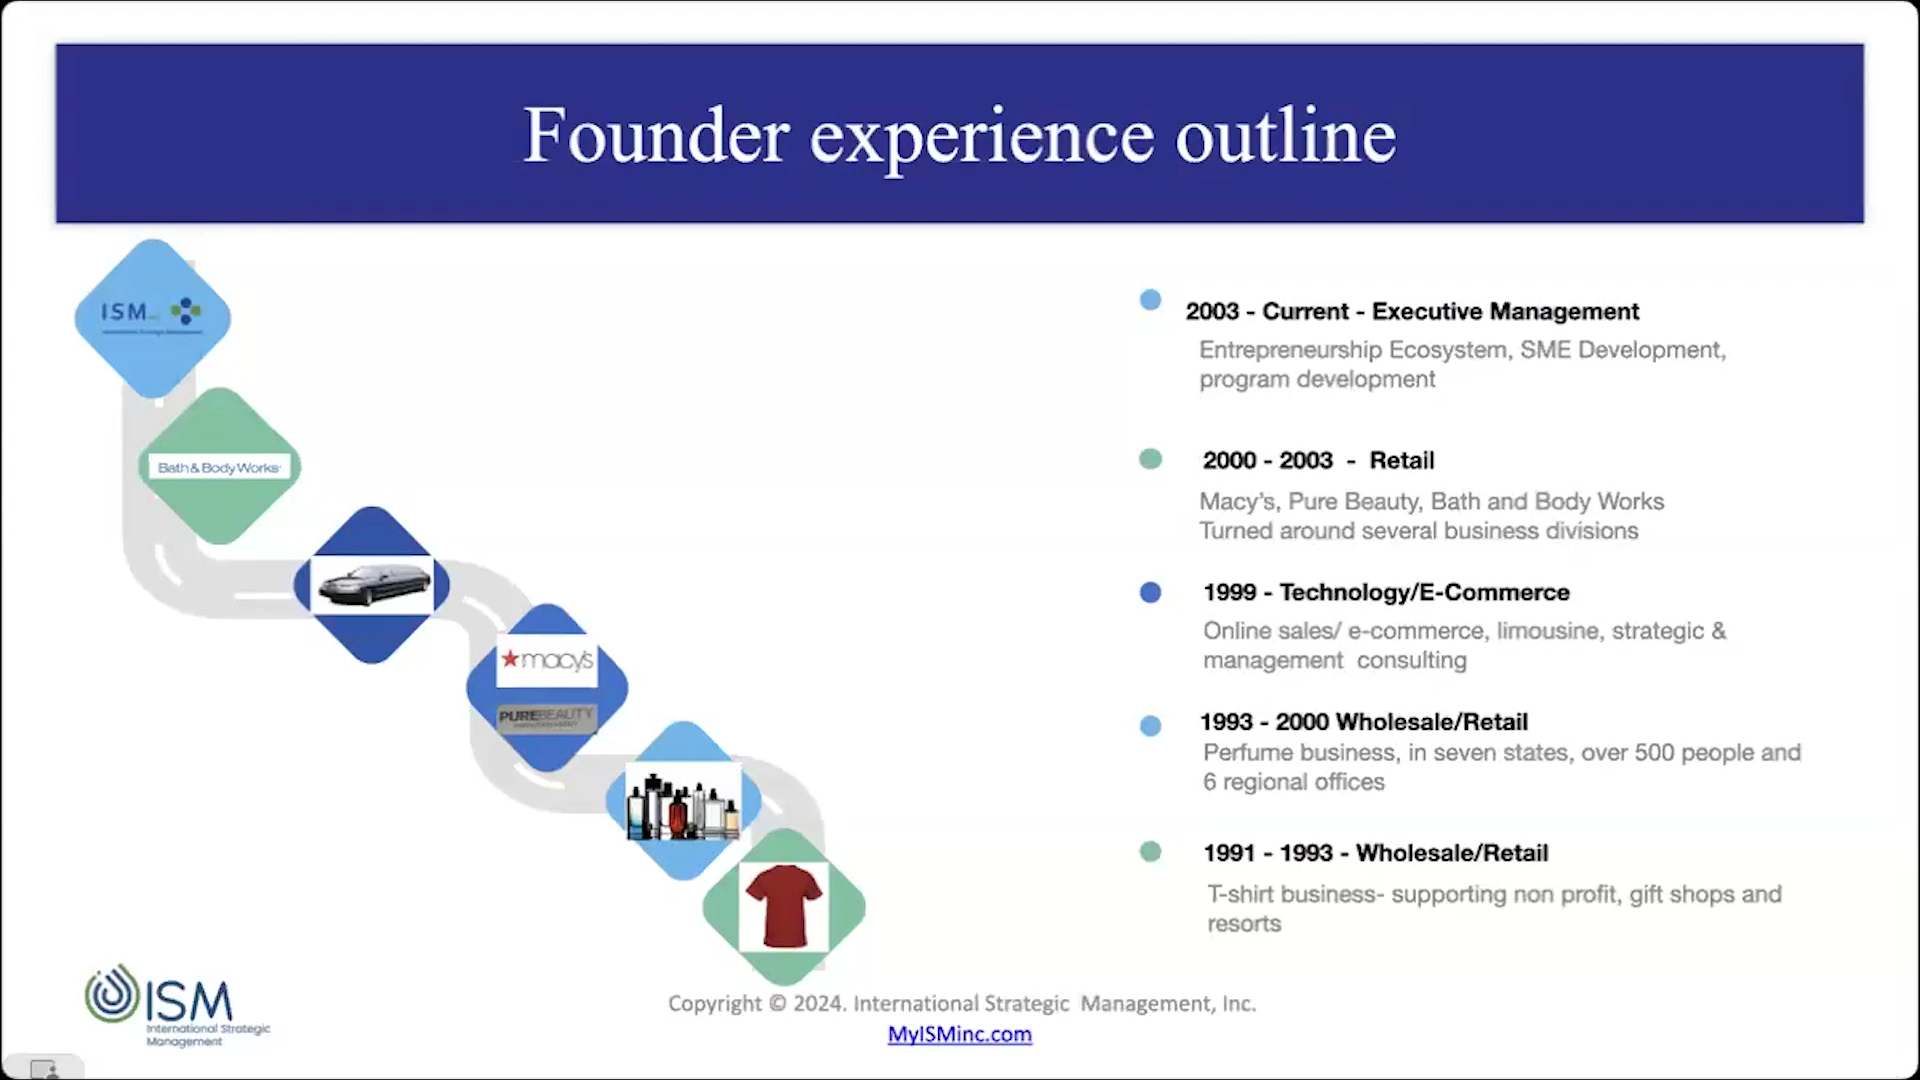 Founder experience outline
ISM
Bath & Body Works
macy's
PUREBEAUTY
2003 - Current - Executive Management
Entrepreneurship Ecosystem, SME Development,
program development
2000 - 2003 - Retail
Macy's, Pure Beauty, Bath and Body Works
Turned around several business divisions
1999 - Technology/E-Commerce
Online sales/ e-commerce, limousine, strategic &
management consulting
1993 - 2000 Wholesale/Retail
Perfume business, in seven states, over 500 people and
6 regional offices
1991 - 1993 - Wholesale/Retail
T-shirt business- supporting non profit, gift shops and
resorts
ISM
International Strategic
Management
Copyright © 2024. International Strategic Management, Inc.
MyISMinc.com